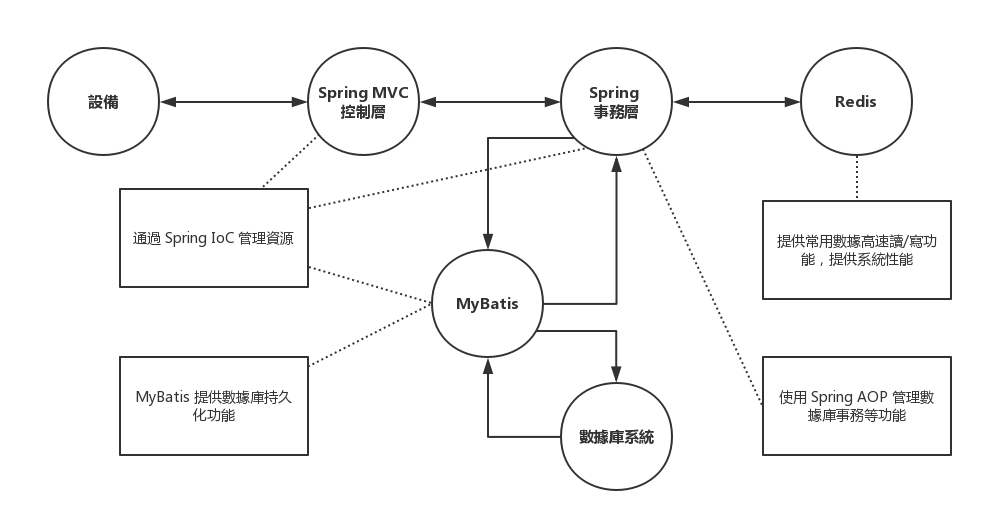 設備
Spring MVC
控制層
Spring
事務層
Redis
通過 Spring IoC 管理資源
提供常用數據高速讀/寫功
能，提供系統性能
MyBatis
MyBatis 提供數據庫持久
化功能
使用 Spring AOP 管理數
據庫事務等功能
數據庫系統